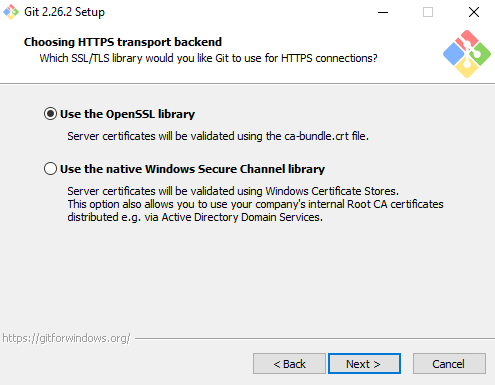 Git 2.26.2 Setup
Choosing HTTPS transport backend
Which SSL/TLS library would you like Git to use for HTTPS connections?
Use the OpenSSL library
Server certificates will be validated using the ca-bundle.crt file.
Use the native Windows Secure Channel library
Server certificates will be validated using Windows Certificate Stores.
This option also allows you to use your company's internal Root CA certificates
distributed e.g. via Active Directory Domain Services.
https://gitforwindows.org/
< Back Next > Cancel